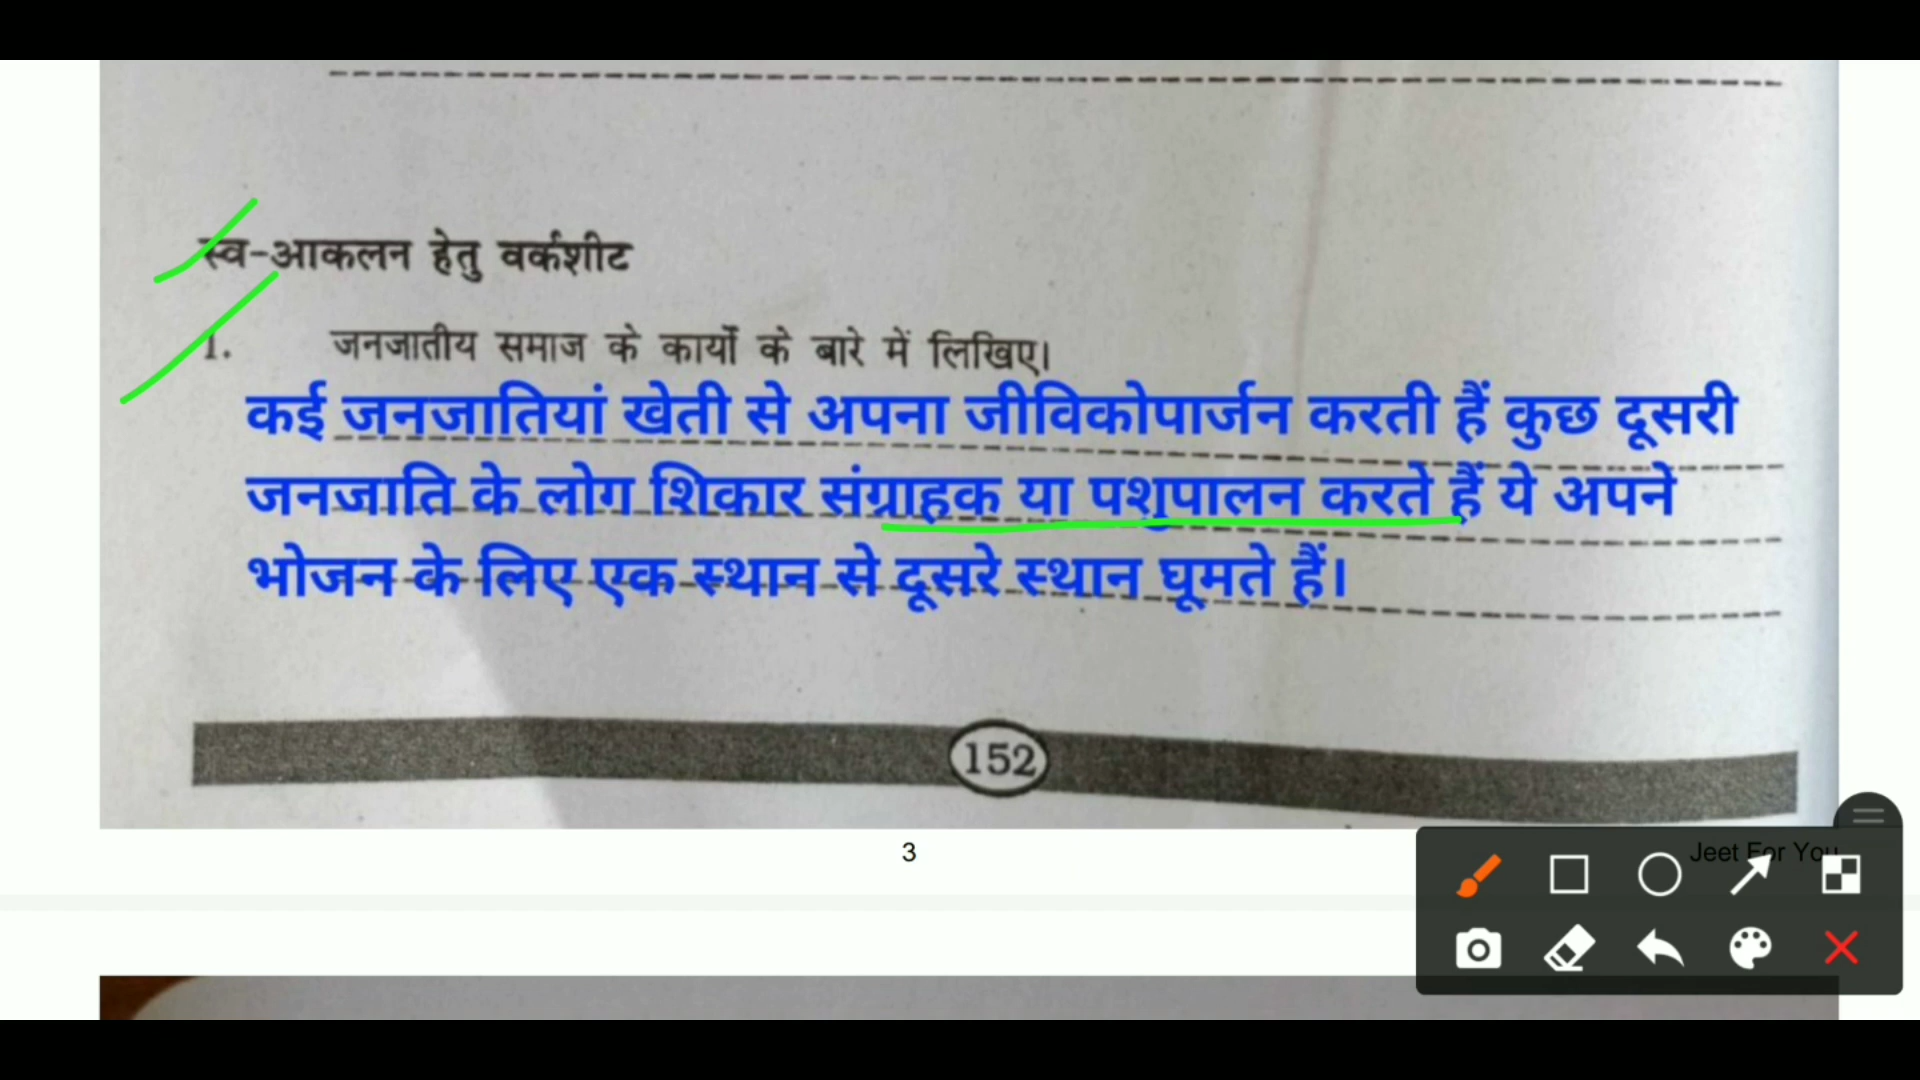 स्व-आकलन हेतु वर्कशीट
1. जनजातीय समाज के कार्यों के बारे में लिखिए।
कई जनजातियां खेती से अपना जीविकोपार्जन करती हैं कुछ दूसरी
जनजाति के लोग शिकार संग्राहक या पशुपालन करते हैं ये अपने
भोजन के लिए एक स्थान से दूसरे स्थान घूमते हैं।
152
3
Jeet For You